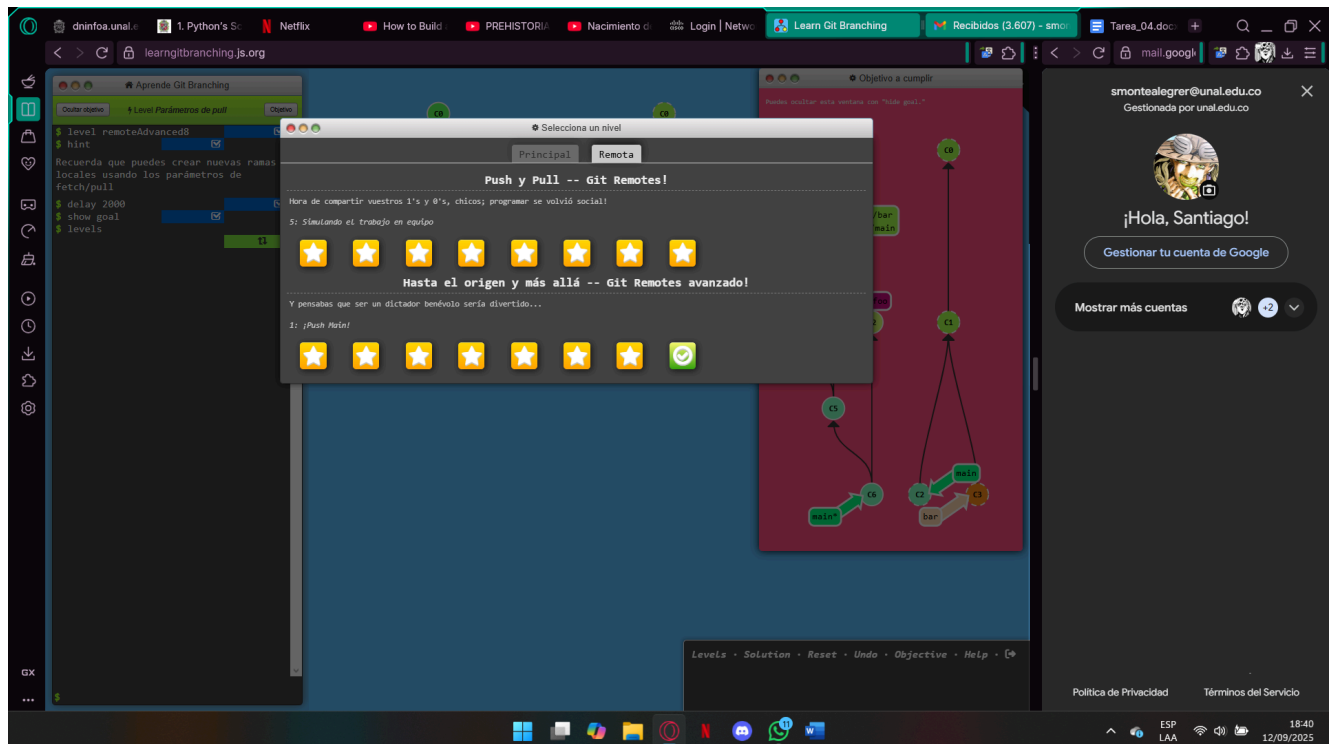 dninfoa.unal.e
1. Python's Sc
Netflix
How to Build
PREHISTORIA
Nacimiento d
Login | Netwo
Learn Git Branching
Recibidos (3.607) - smor
Tarea_04.doc
learngitbranching.js.org
mail.googl
Aprende Git Branching
Ocultar objetivo
Level Parámetros de pull
Objetivo
$ level remoteAdvanced8
$ hint
Recuerda que puedes crear nuevas ramas
locales usando los parámetros de
fetch/pull
$ delay 2000
$ show goal
$ levels
$
C0
C0
Selecciona un nivel
Principal
Remota
Push y Pull -- Git Remotes!
Hora de compartir vuestros 1's y 0's, chicos; programar se volvió social!
5: Simulando el trabajo en equipo
Hasta el origen y más allá -- Git Remotes avanzado!
Y pensabas que ser un dictador benévolo sería divertido...
1: ¡Push Main!
Objetivo a cumplir
Puedes ocultar esta ventana con "hide goal."
C0
/bar
main
foo
2
C1
C5
C6
main*
main
C2
C3
bar
Levels · Solution · Reset · Undo · Objective · Help ·
smontealegrer@unal.edu.co
Gestionada por unal.edu.co
¡Hola, Santiago!
Gestionar tu cuenta de Google
Mostrar más cuentas
+2
Política de Privacidad
Términos del Servicio
GX
11
ESP
LAA
18:40
12/09/2025